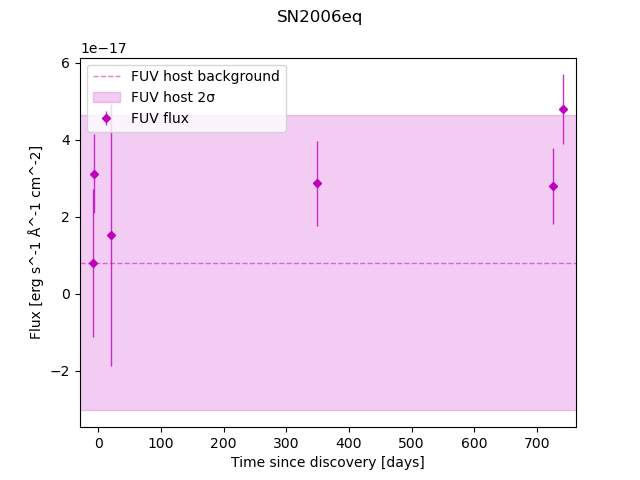 SN2006eq
1e−17
FUV host background
FUV host 2σ
FUV flux
6
4
2
0
−2
Flux [erg s^-1 Å^-1 cm^-2]
0 100 200 300 400 500 600 700
Time since discovery [days]